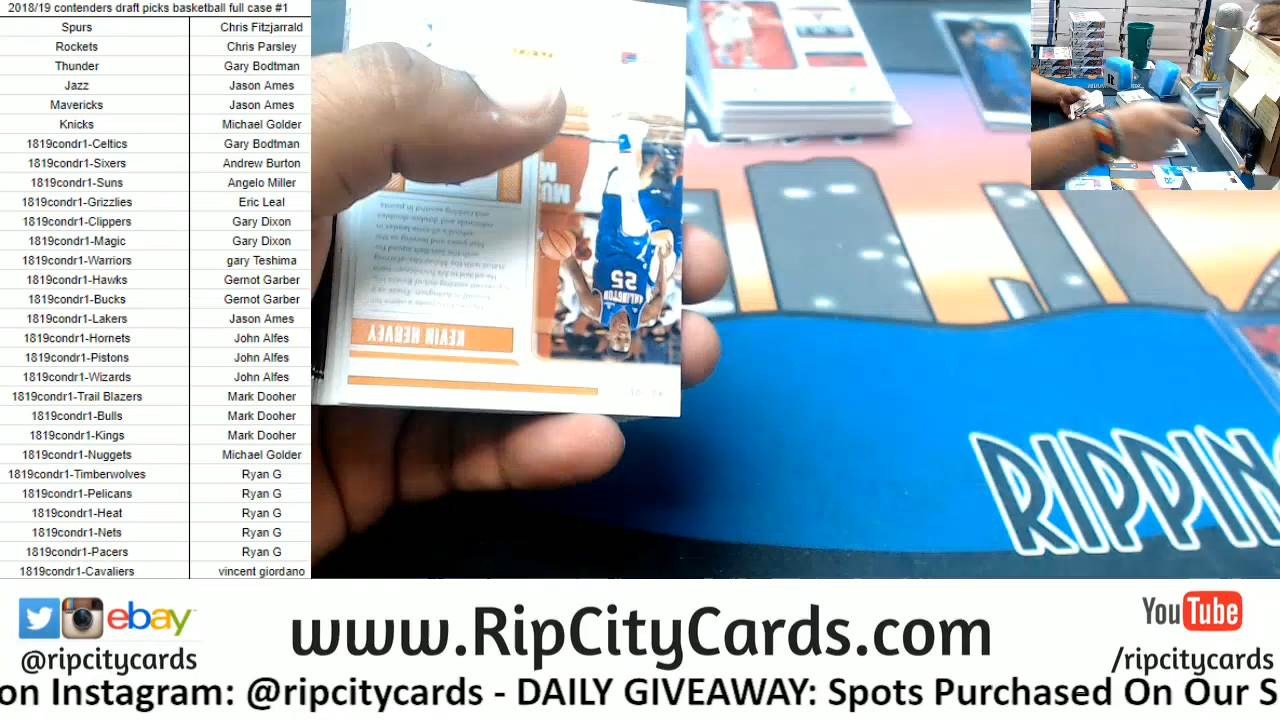 2018/19 contenders draft picks basketball full case #1
Spurs Chris Fitzjarrald
Rockets Chris Parsley
Thunder Gary Bodtman
Jazz Jason Ames
Mavericks Jason Ames
Knicks Michael Golder
1819condr1-Celtics Gary Bodtman
1819condr1-Sixers Andrew Burton
1819condr1-Suns Angelo Miller
1819condr1-Grizzlies Eric Leal
1819condr1-Clippers Gary Dixon
1819condr1-Magic Gary Dixon
1819condr1-Warriors gary Teshima
1819condr1-Hawks Gernot Garber
1819condr1-Bucks Gernot Garber
1819condr1-Lakers Jason Ames
1819condr1-Hornets John Alfes
1819condr1-Pistons John Alfes
1819condr1-Wizards John Alfes
1819condr1-Trail Blazers Mark Dooher
1819condr1-Bulls Mark Dooher
1819condr1-Kings Mark Dooher
1819condr1-Nuggets Michael Golder
1819condr1-Timberwolves Ryan G
1819condr1-Pelicans Ryan G
1819condr1-Heat Ryan G
1819condr1-Nets Ryan G
1819condr1-Pacers Ryan G
1819condr1-Cavaliers vincent giordano
KEVIN HERVEY
ARLINGTON
25
RIPPIN
ebay
@ripcitycards
www.RipCityCards.com
YouTube
/ripcitycards
on Instagram: @ripcitycards - DAILY GIVEAWAY: Spots Purchased On Our S